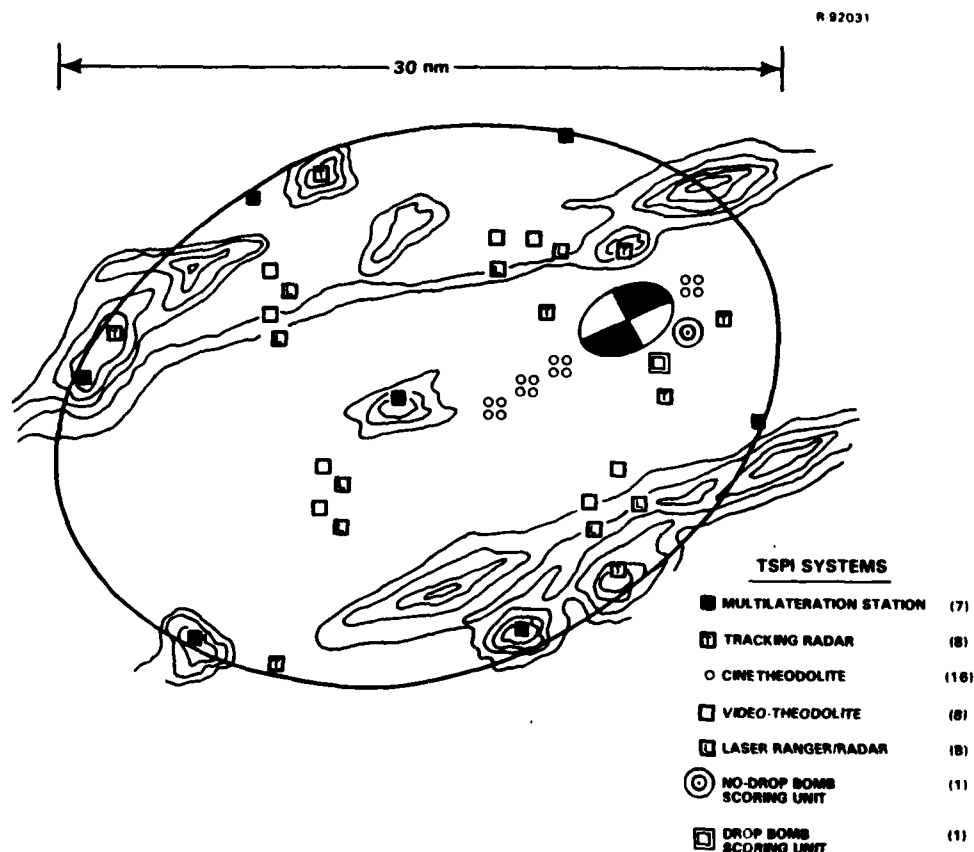 R-92031
30 nm
T
T
L
L
T
L
L
T
T
T
L
L
L
L
T
T
TSPI SYSTEMS
MULTILATERATION STATION (7)
T TRACKING RADAR (8)
CINETHEODOLITE (16)
VIDEO-THEODOLITE (8)
L LASER RANGER/RADAR (8)
NO-DROP BOMB (1)
SCORING UNIT
DROP BOMB (1)
SCORING UNIT